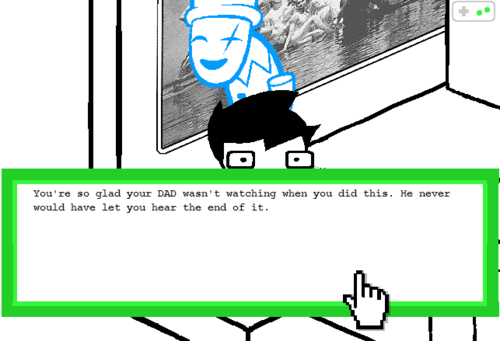 You're so glad your DAD wasn't watching when you did this. He never
would have let you hear the end of it.